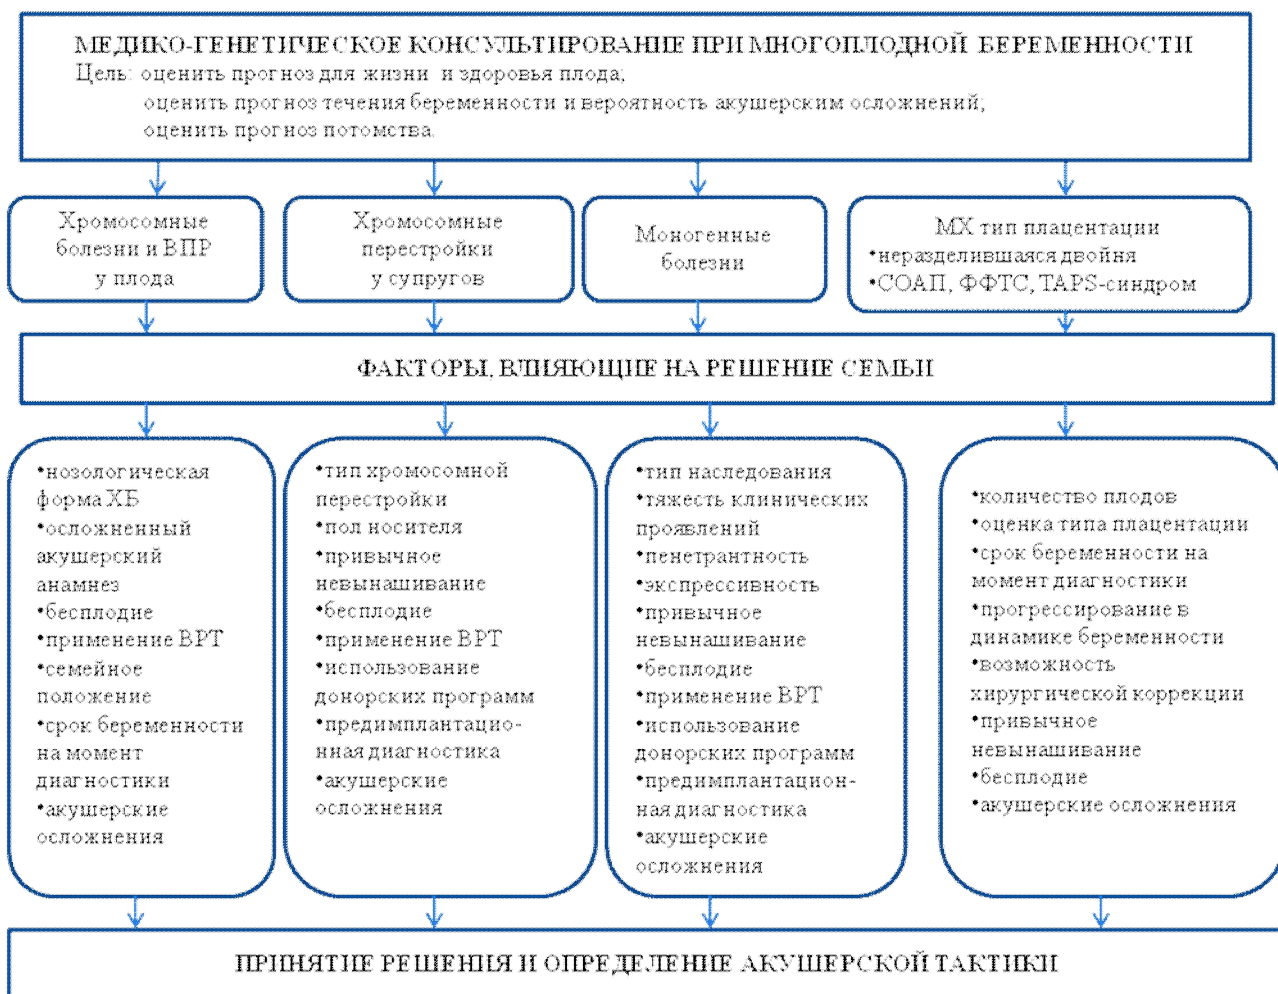 МЕДИКО-ГЕНЕТИЧЕСКОЕ КОНСУЛЬТИРОВАНИЕ ПРИ МНОГОПЛОДНОЙ БЕРЕМЕННОСТИ
Цель: оценить прогноз для жизни и здоровья плода;
оценить прогноз течения беременности и вероятность акушерским осложнений;
оценить прогноз потомства.
Хромосомные
болезни и ВПР
у плода
Хромосомные
перестройки
у супругов
Моногенные
болезни
МХ тип плацентации
•неразделившаяся двойня
•СОАП, ФФТС, TAPS-синдром
ФАКТОРЫ, ВЛИЯЮЩИЕ НА РЕШЕНИЕ СЕМЬИ
•нозологическая
форма ХБ
•осложненный
акушерский
анамнез
•бесплодие
•применение ВРТ
•семейное
положение
•срок беременности
на момент
диагностики
•акушерские
осложнения
•тип хромосомной
перестройки
•пол носителя
•привычное
невынашивание
•бесплодие
•применение ВРТ
•использование
донорских программ
•предимплантацио-
нная диагностика
•акушерские
осложнения
•тип наследования
•тяжесть клинических
проявлений
•пенетрантность
•экспрессивность
•привычное
невынашивание
•бесплодие
•применение ВРТ
•использование
донорских программ
•предимплантацион-
ная диагностика
•акушерские
осложнения
•количество плодов
•оценка типа плацентации
•срок беременности на
момент диагностики
•прогрессирование в
динамике беременности
•возможность
хирургической коррекции
•привычное
невынашивание
•бесплодие
•акушерские осложнения
ПРИНЯТИЕ РЕШЕНИЯ И ОПРЕДЕЛЕНИЕ АКУШЕРСКОЙ ТАКТИКИ